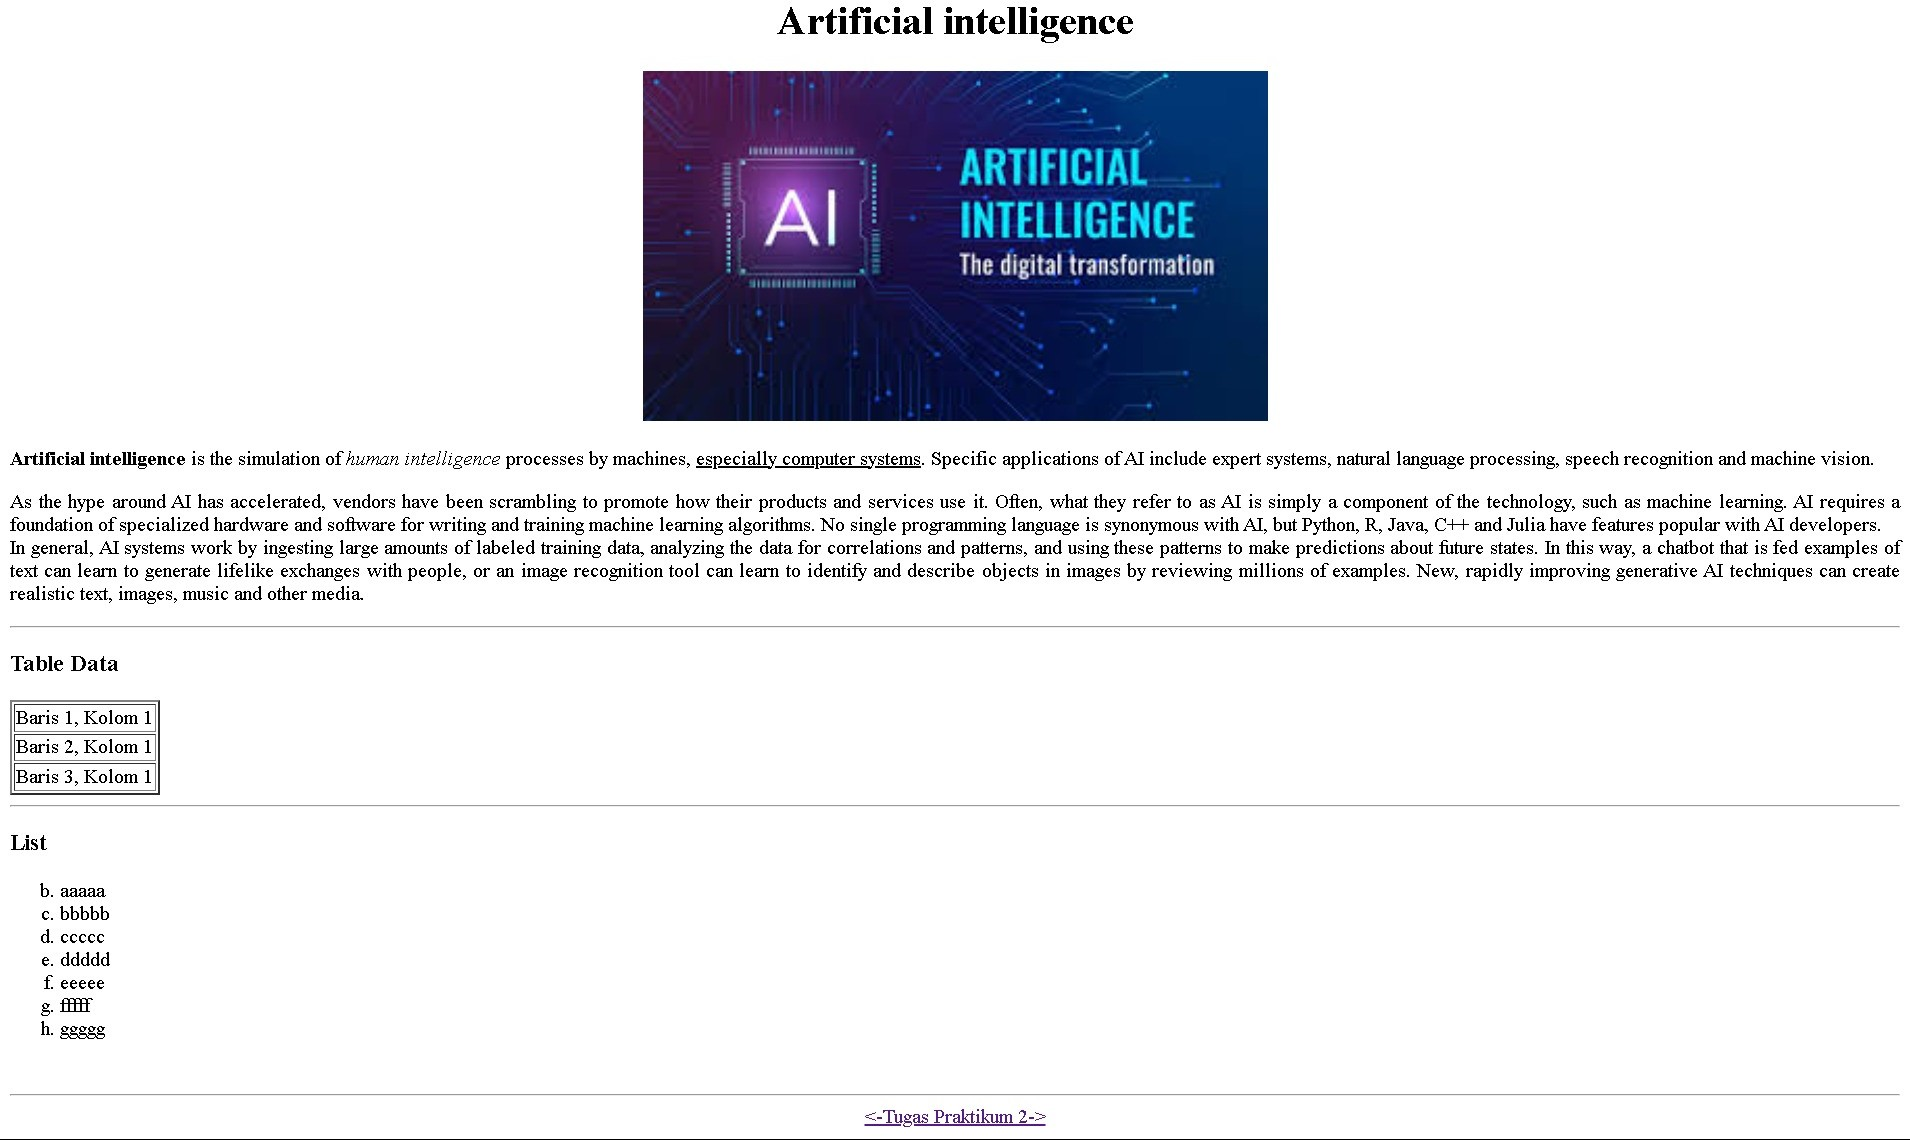 Artificial intelligence
AI
ARTIFICIAL
INTELLIGENCE
The digital transformation
Artificial intelligence is the simulation of human intelligence processes by machines, especially computer systems. Specific applications of AI include expert systems, natural language processing, speech recognition and machine vision.
As the hype around AI has accelerated, vendors have been scrambling to promote how their products and services use it. Often, what they refer to as AI is simply a component of the technology, such as machine learning. AI requires a
foundation of specialized hardware and software for writing and training machine learning algorithms. No single programming language is synonymous with AI, but Python, R, Java, C++ and Julia have features popular with AI developers.
In general, AI systems work by ingesting large amounts of labeled training data, analyzing the data for correlations and patterns, and using these patterns to make predictions about future states. In this way, a chatbot that is fed examples of
text can learn to generate lifelike exchanges with people, or an image recognition tool can learn to identify and describe objects in images by reviewing millions of examples. New, rapidly improving generative AI techniques can create
realistic text, images, music and other media.
Table Data
Baris 1, Kolom 1
Baris 2, Kolom 1
Baris 3, Kolom 1
List
b. aaaaa
c. bbbbb
d. ccccc
e. ddddd
f. eeeee
g. fffff
h. ggggg
<-Tugas Praktikum 2->